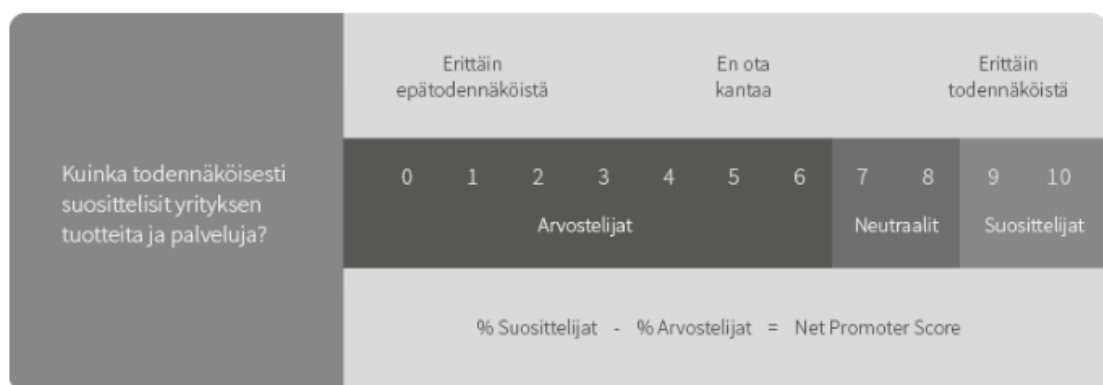 Kuinka todennäköisesti
suosittelisit yrityksen
tuotteita ja palveluja?
Erittäin
epätodennäköistä
En ota
kantaa
Erittäin
todennäköistä
0 1 2 3 4 5 6 7 8 9 10
Arvostelijat Neutraalit Suosittelijat
% Suosittelijat - % Arvostelijat = Net Promoter Score